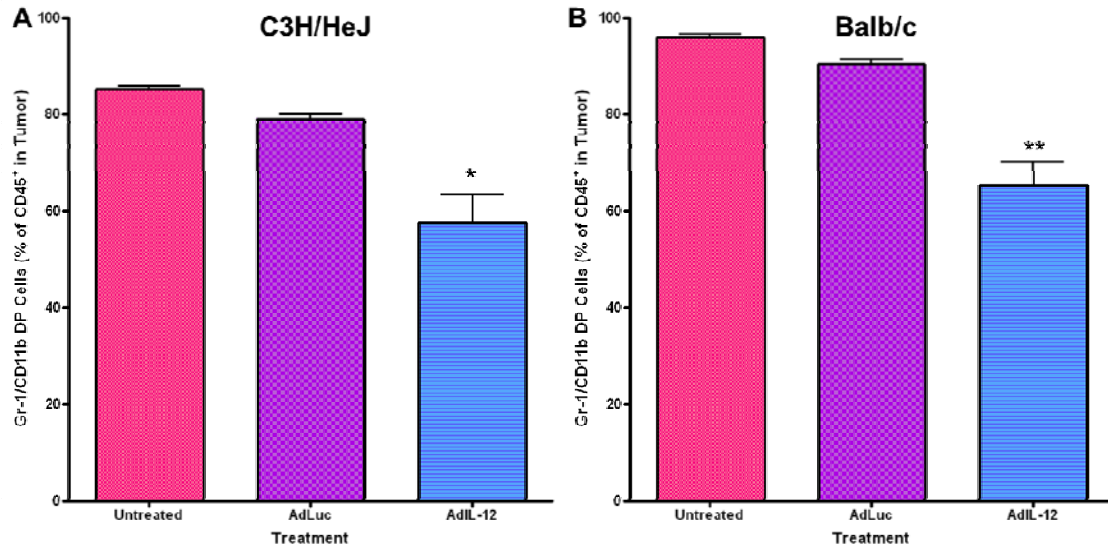 A
C3H/HeJ
Gr-1/CD11b DP Cells (% of CD45+ in Tumor)
100
80
60
40
20
0
*
Untreated
AdLuc
AdIL-12
Treatment
B
Balb/c
Gr-1/CD11b DP Cells (% of CD45+ in Tumor)
100
80
60
40
20
0
**
Untreated
AdLuc
AdIL-12
Treatment